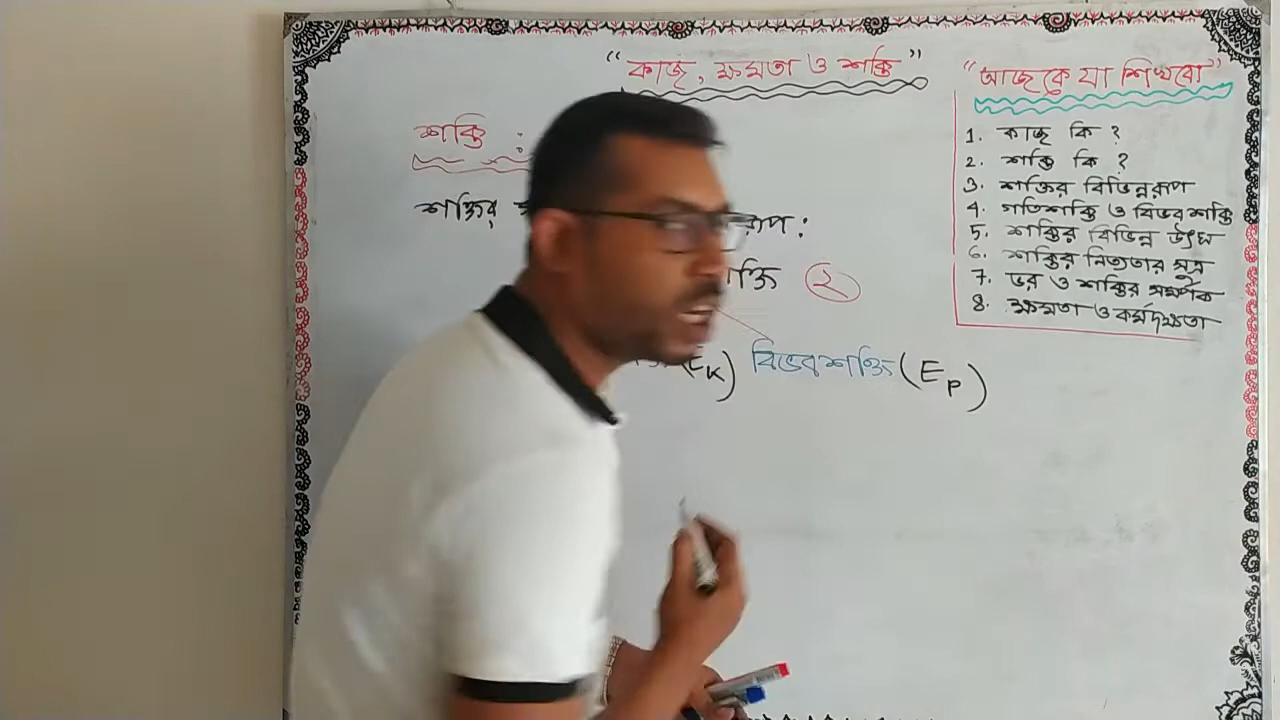 “কাজ, ক্ষমতা ও শক্তি”
শক্তি :
শক্তির রূপ :
ক্তি ২
(Eₖ) বিভবশক্তি (Eₚ)
“আজকে যা শিখবো”
1. কাজ কি ?
2. শক্তি কি ?
3. শক্তির বিভিন্নরূপ
4. গতিশক্তি ও বিভবশক্তি
5. শক্তির বিভিন্ন উৎস
6. শক্তির নিত্যতার সূত্র
7. ভর ও শক্তির সম্পর্ক
8. ক্ষমতা ও কর্মদক্ষতা